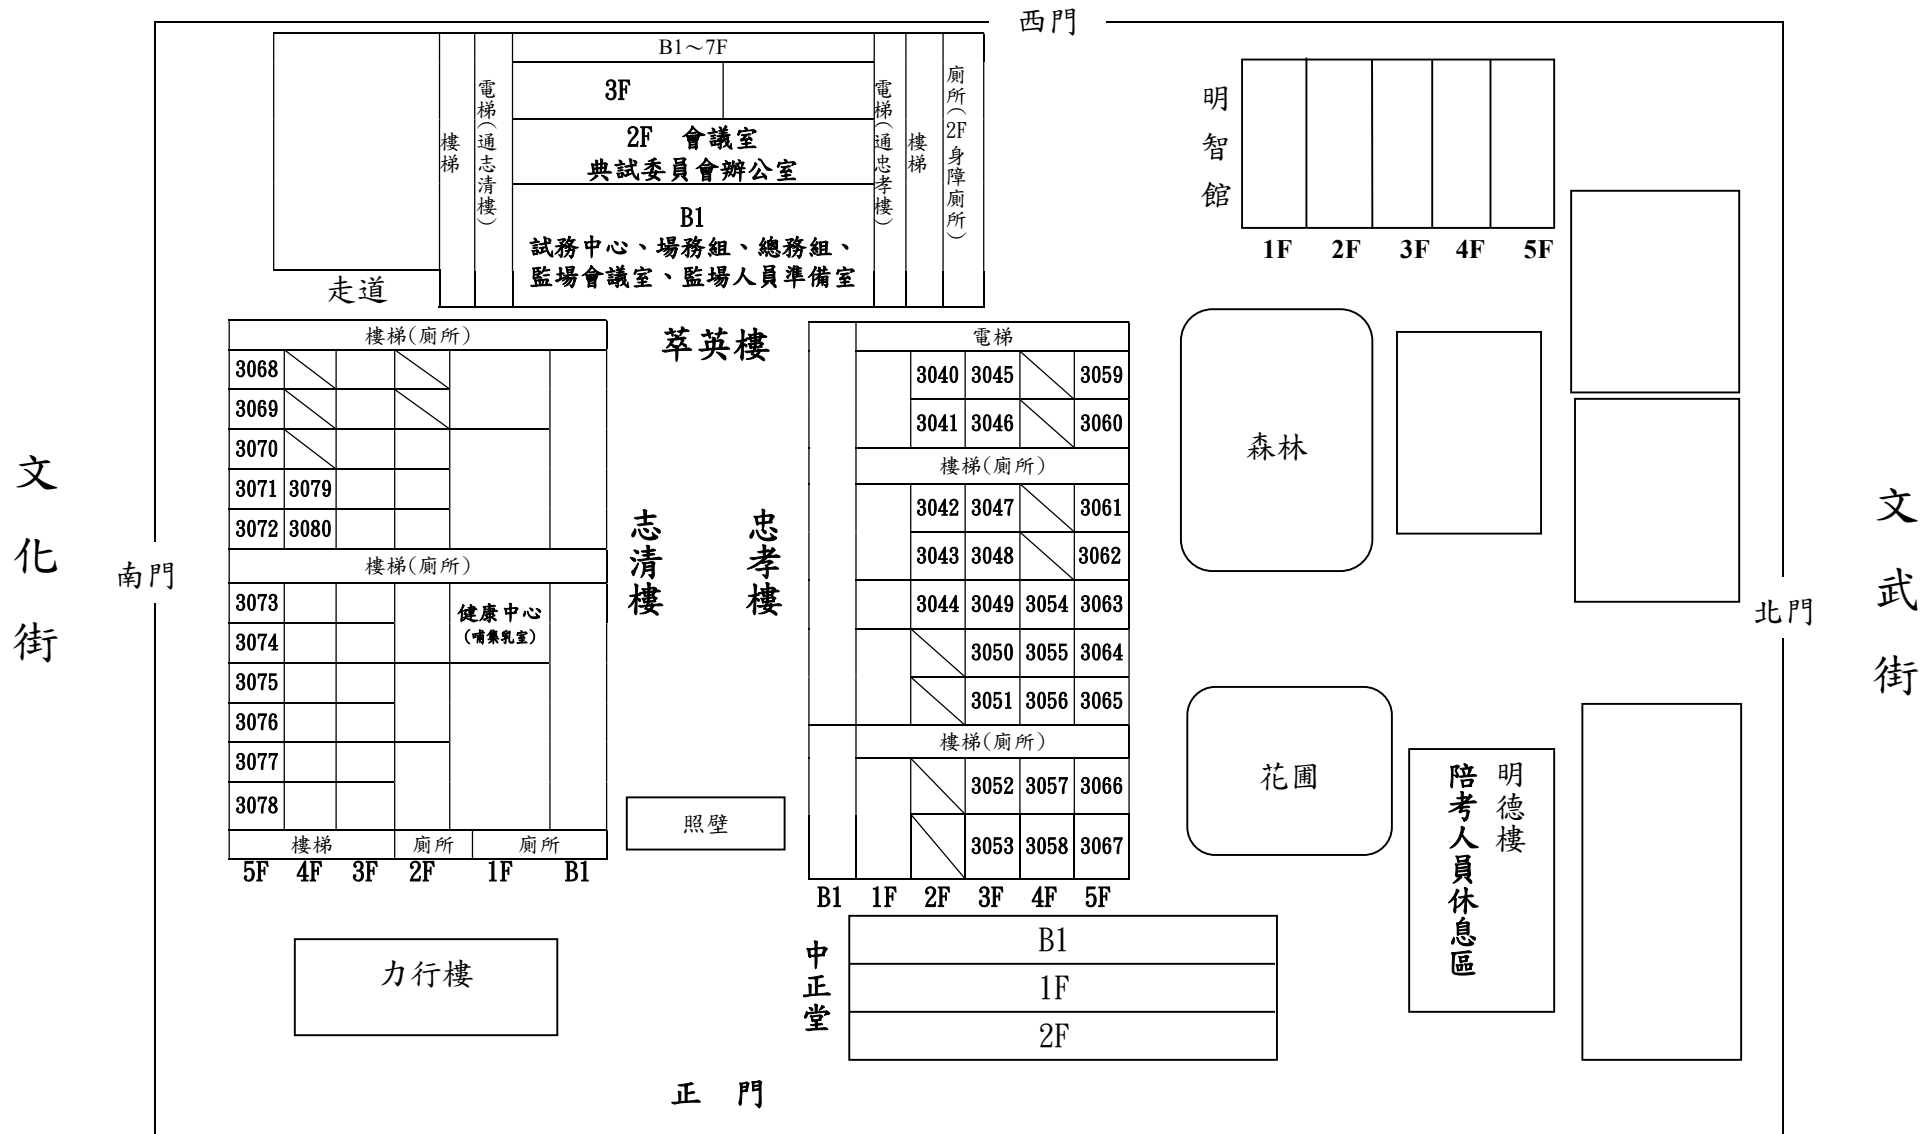 西門
B1～7F
3F
2F 會議室
典試委員會辦公室
B1
試務中心、場務組、總務組、
監場會議室、監場人員準備室
樓梯
電梯(通志清樓)
電梯(通忠孝樓)
樓梯
廁所(2F身障廁所)
走道
萃英樓
明智館
1F 2F 3F 4F 5F
文化街
南門
樓梯(廁所)
3068
3069
3070
3071 3079
3072 3080
樓梯(廁所)
3073
3074
健康中心
(哺集乳室)
3075
3076
3077
3078
樓梯 廁所 廁所
5F 4F 3F 2F 1F B1
志清樓
忠孝樓
電梯
3040 3045 3059
3041 3046 3060
樓梯(廁所)
3042 3047 3061
3043 3048 3062
3044 3049 3054 3063
3050 3055 3064
3051 3056 3065
樓梯(廁所)
3052 3057 3066
3053 3058 3067
B1 1F 2F 3F 4F 5F
照壁
森林
花圃
明德樓
陪考人員休息區
北門
文武街
力行樓
中正堂
B1
1F
2F
正門